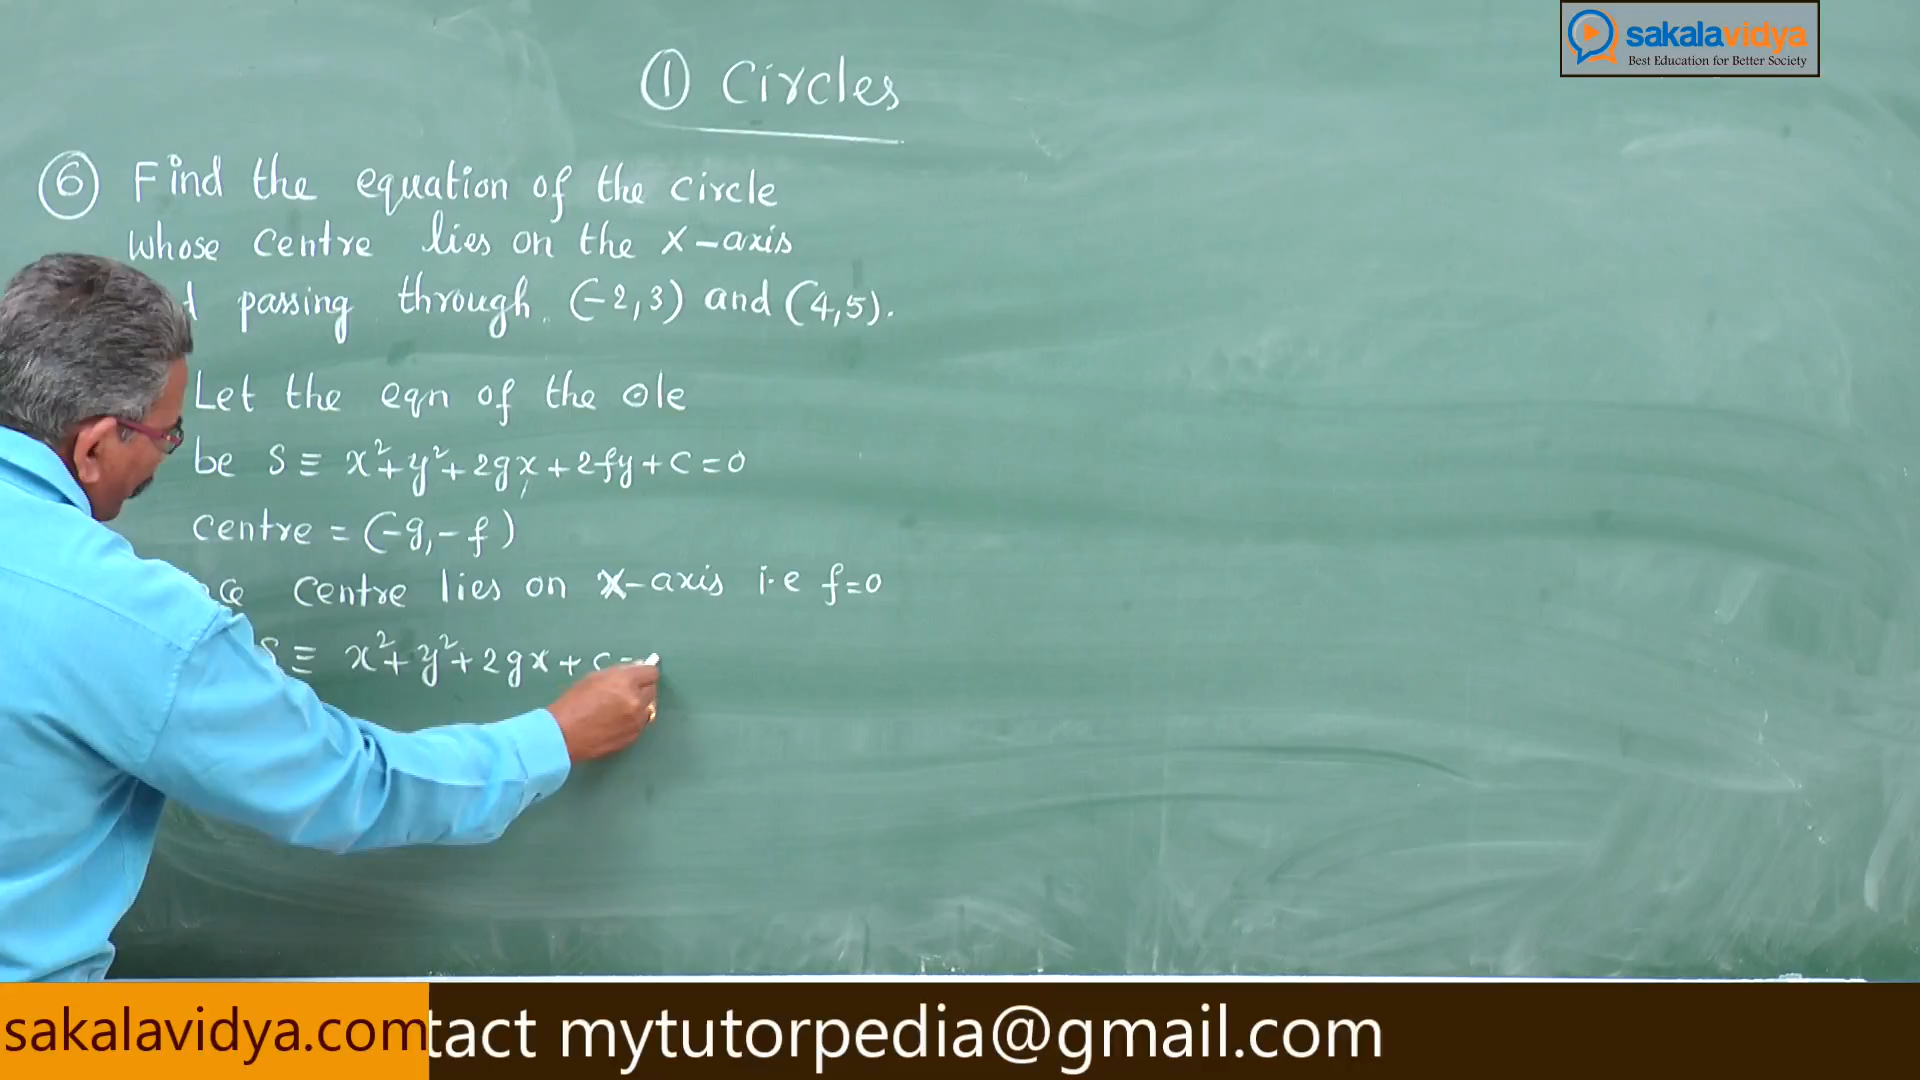 sakalavidya
Best Education for Better Society
① Circles
⑥ Find the equation of the circle
whose centre lies on the X-axis
passing through (-2,3) and (4,5).
Let the eqn of the ⊙le
be S ≡ x²+y²+2gx+2fy+c=0
centre = (-g,-f)
centre lies on X-axis i.e f=0
S ≡ x²+y²+2gx+c=
sakalavidya.com
tact mytutorpedia@gmail.com